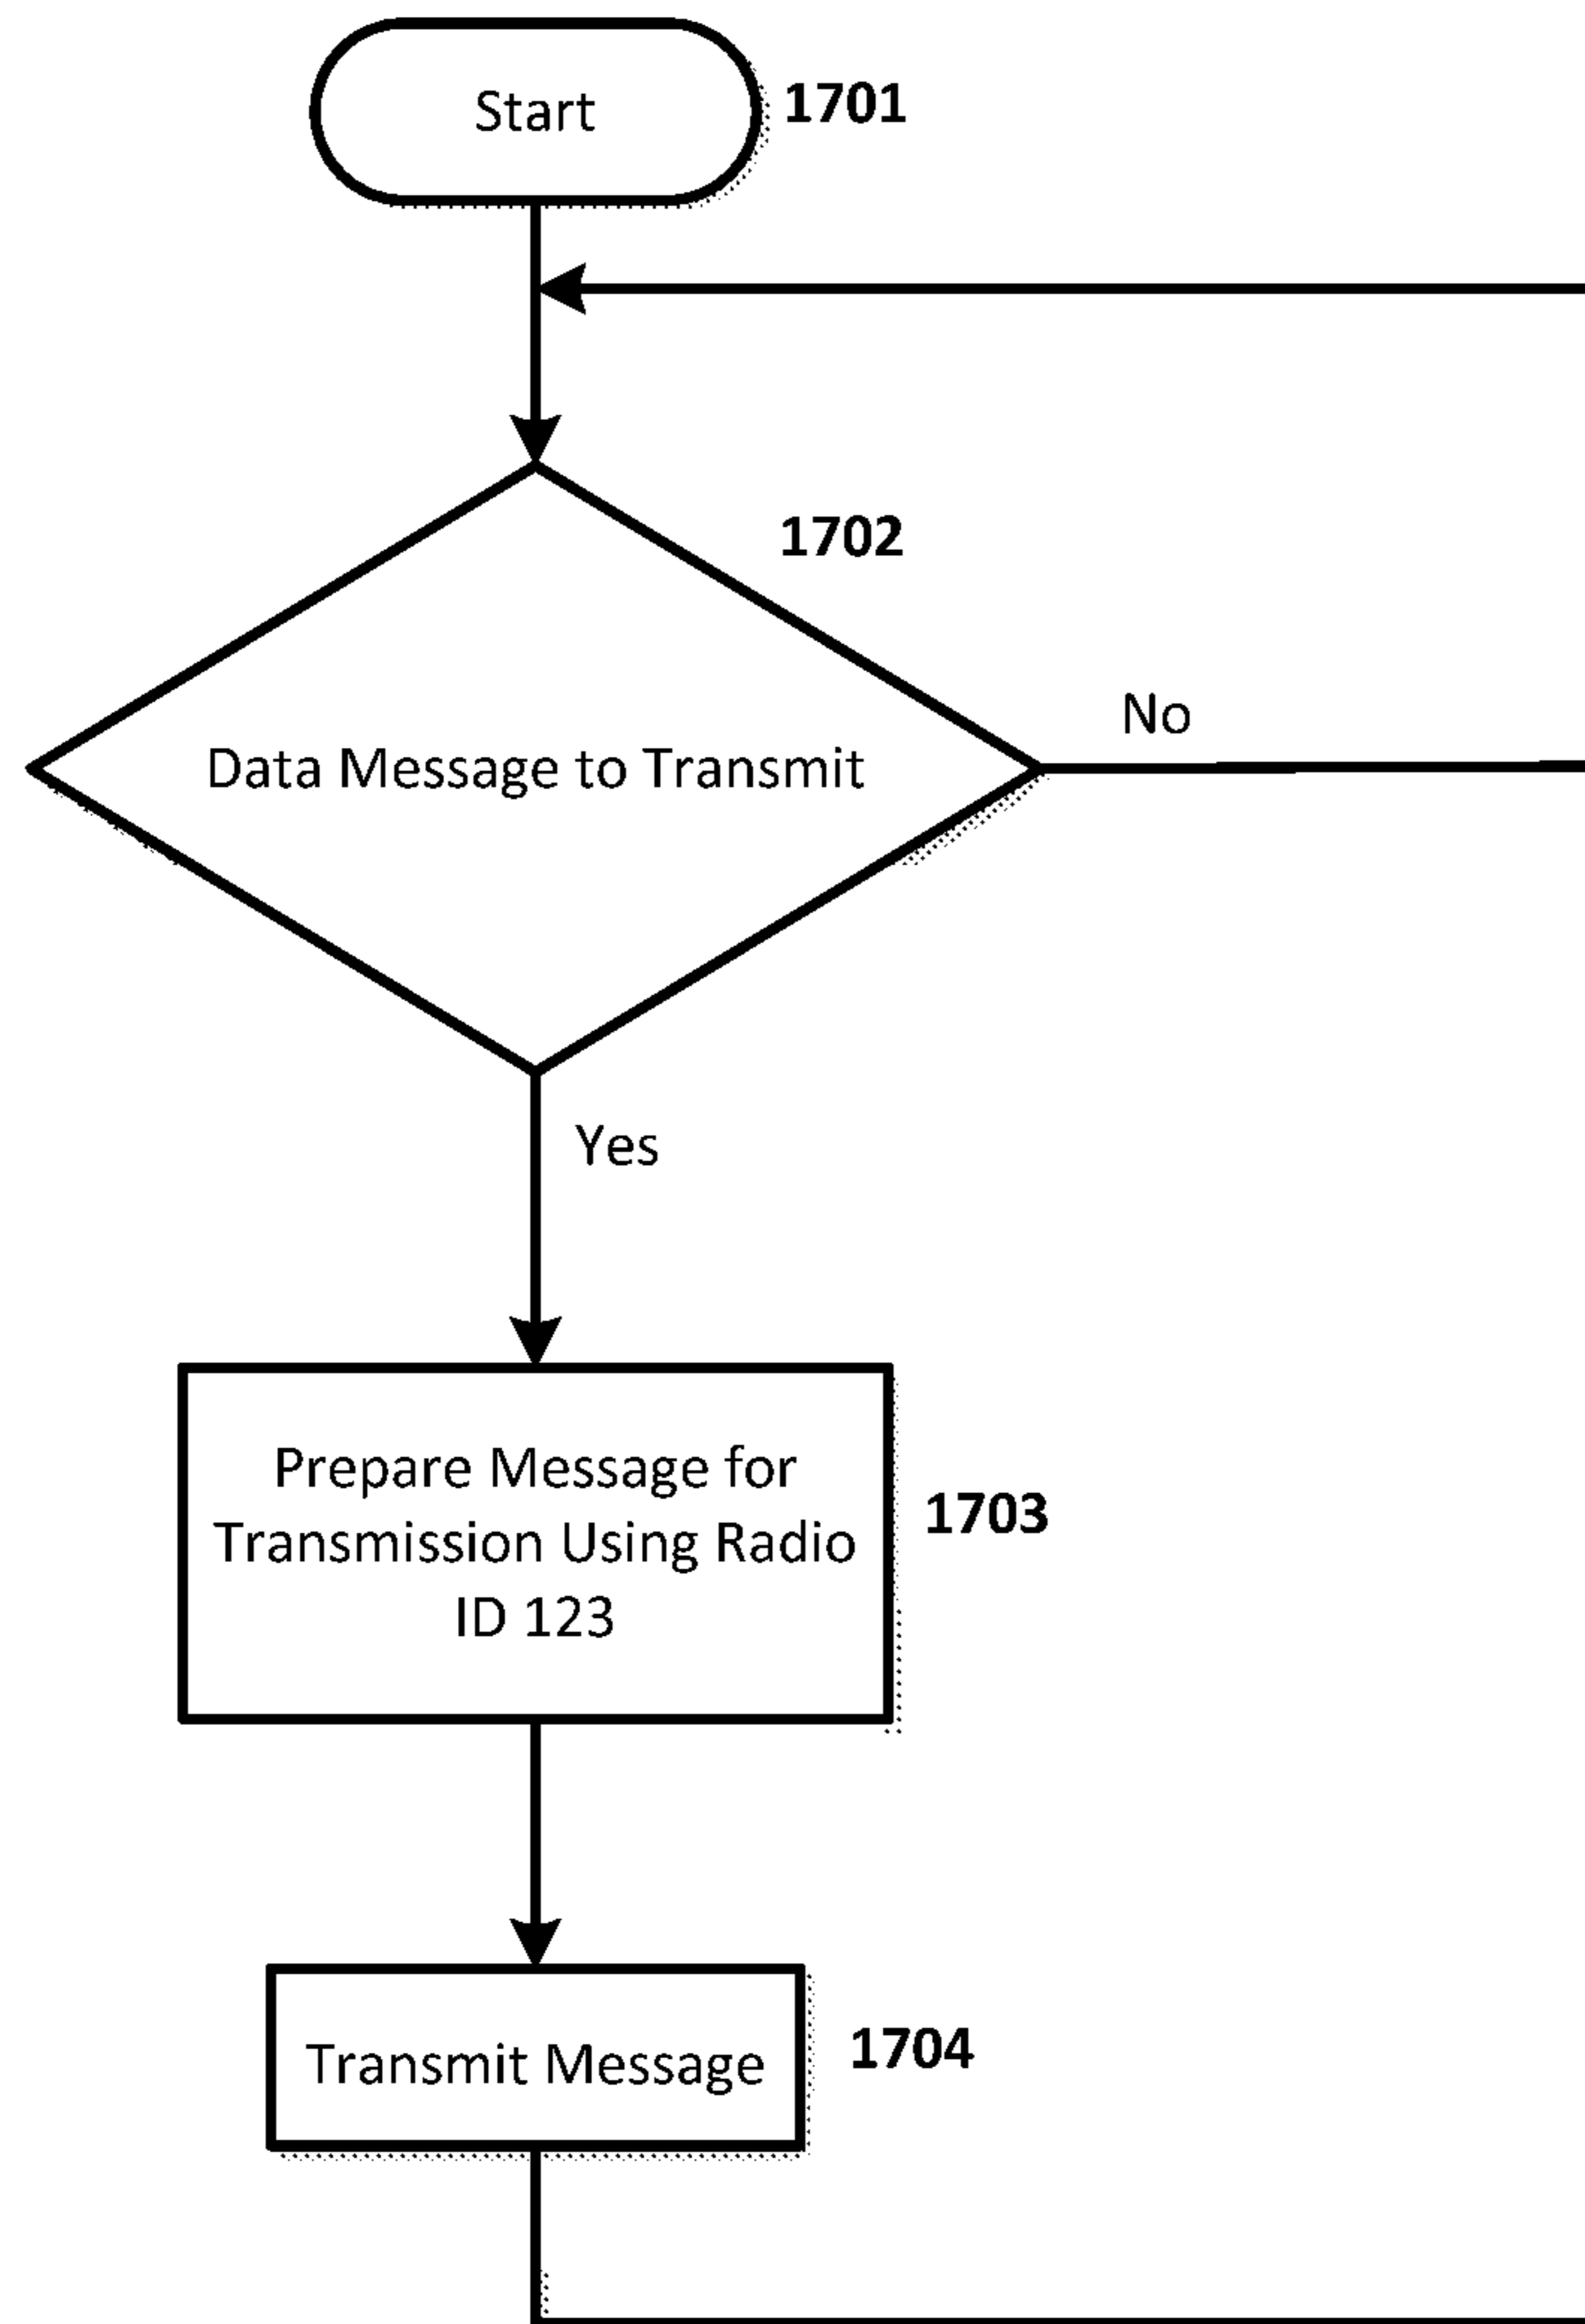 Start
1701
1702
Data Message to Transmit
No
Yes
Prepare Message for
Transmission Using Radio
ID 123
1703
Transmit Message
1704